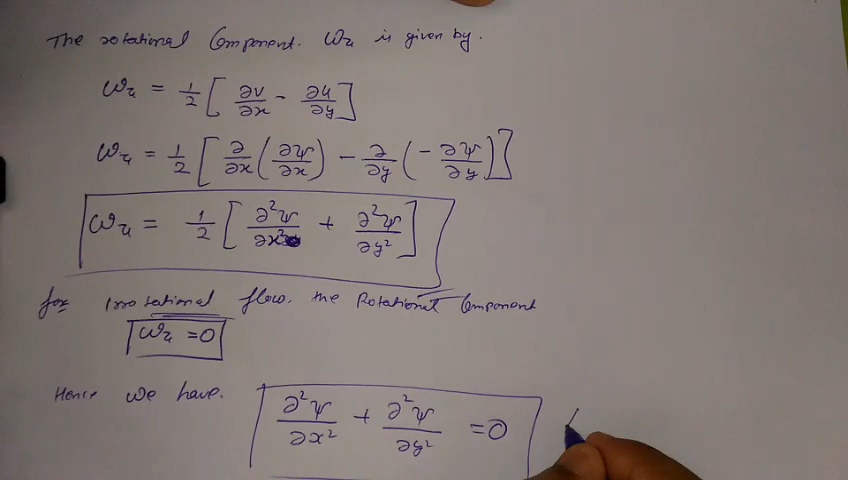 The rotational Component. ωz is given by.
ωz = 1/2 [ ∂v/∂x - ∂u/∂y ]
ωz = 1/2 [ ∂/∂x (∂ψ/∂x) - ∂/∂y (- ∂ψ/∂y) ]
ωz = 1/2 [ ∂²ψ/∂x² + ∂²ψ/∂y² ]
for irrotational flow. the Rotational Component
ωz = 0
Hence we have. ∂²ψ/∂x² + ∂²ψ/∂y² = 0